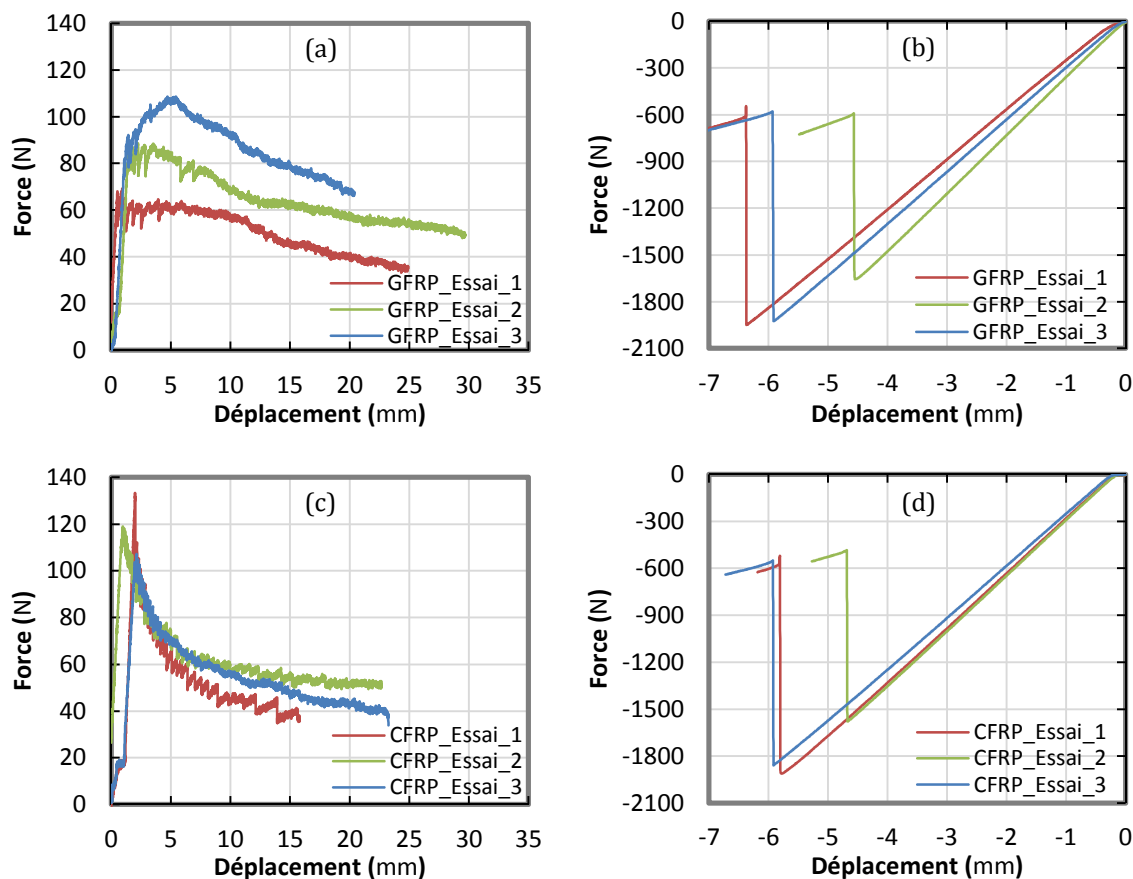 (a)
Force (N)
140
120
100
80
60
40
20
0
GFRP_Essai_1
GFRP_Essai_2
GFRP_Essai_3
0 5 10 15 20 25 30 35
Déplacement (mm)
(b)
Force (N)
0
-300
-600
-900
-1200
-1500
-1800
-2100
GFRP_Essai_1
GFRP_Essai_2
GFRP_Essai_3
-7 -6 -5 -4 -3 -2 -1 0
Déplacement (mm)
(c)
Force (N)
140
120
100
80
60
40
20
0
CFRP_Essai_1
CFRP_Essai_2
CFRP_Essai_3
0 5 10 15 20 25 30 35
Déplacement (mm)
(d)
Force (N)
0
-300
-600
-900
-1200
-1500
-1800
-2100
CFRP_Essai_1
CFRP_Essai_2
CFRP_Essai_3
-7 -6 -5 -4 -3 -2 -1 0
Déplacement (mm)